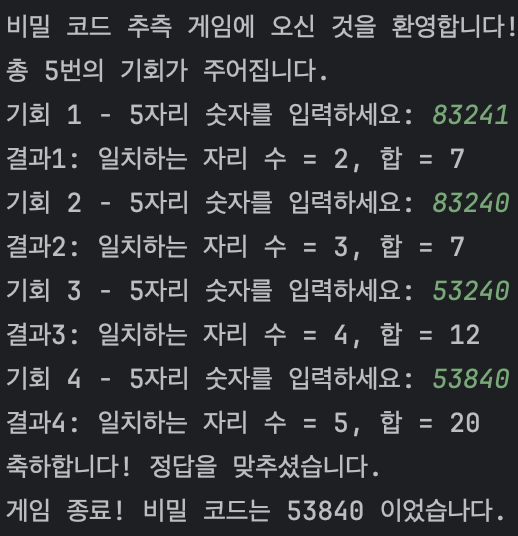 비밀 코드 추측 게임에 오신 것을 환영합니다!
총 5번의 기회가 주어집니다.
기회 1 - 5자리 숫자를 입력하세요: 83241
결과1: 일치하는 자리 수 = 2, 합 = 7
기회 2 - 5자리 숫자를 입력하세요: 83240
결과2: 일치하는 자리 수 = 3, 합 = 7
기회 3 - 5자리 숫자를 입력하세요: 53240
결과3: 일치하는 자리 수 = 4, 합 = 12
기회 4 - 5자리 숫자를 입력하세요: 53840
결과4: 일치하는 자리 수 = 5, 합 = 20
축하합니다! 정답을 맞추셨습니다.
게임 종료! 비밀 코드는 53840 이었습나다.